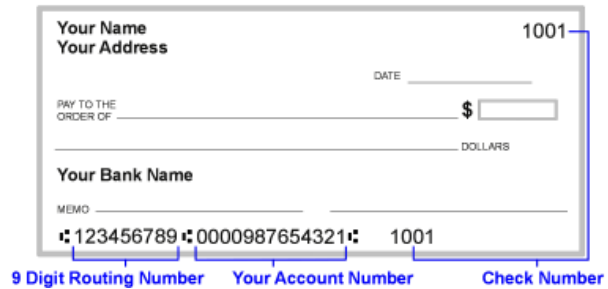 Your Name 1001
Your Address
DATE
PAY TO THE
ORDER OF $
DOLLARS
Your Bank Name
MEMO
⑆123456789⑆0000987654321⑆ 1001
9 Digit Routing Number Your Account Number Check Number